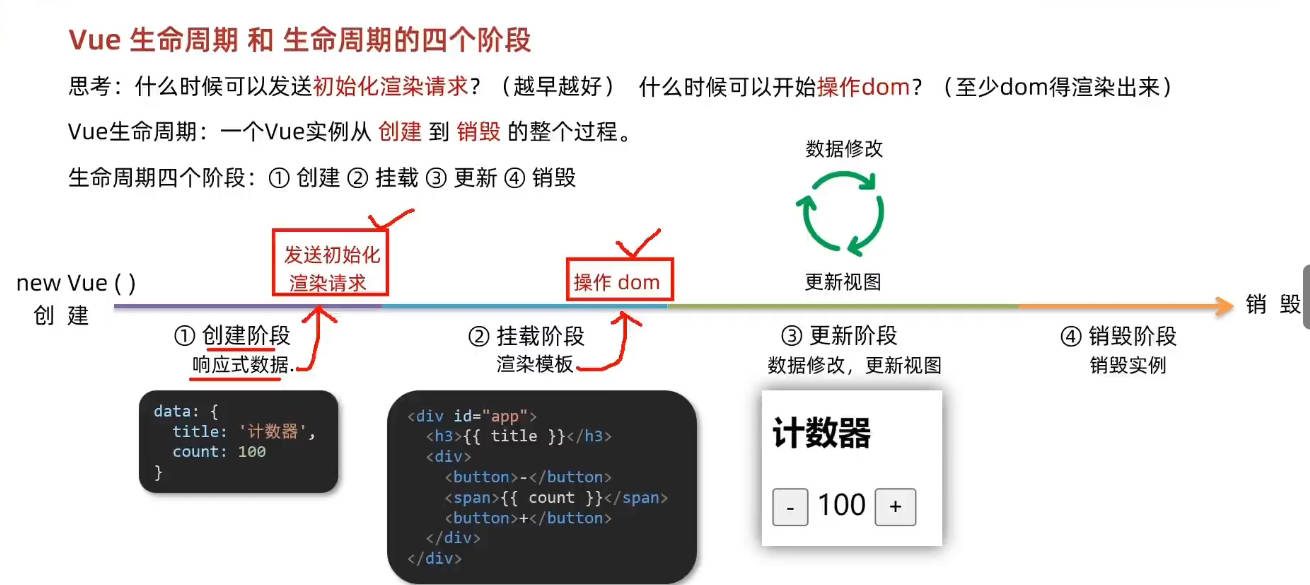 Vue 生命周期 和 生命周期的四个阶段
思考：什么时候可以发送初始化渲染请求？（越早越好） 什么时候可以开始操作dom？（至少dom得渲染出来）
Vue生命周期：一个Vue实例从 创建 到 销毁 的整个过程。
生命周期四个阶段：① 创建 ② 挂载 ③ 更新 ④ 销毁
数据修改
更新视图
发送初始化
渲染请求
操作 dom
new Vue ( )
创 建
销 毁
① 创建阶段
响应式数据
② 挂载阶段
渲染模板
③ 更新阶段
数据修改，更新视图
④ 销毁阶段
销毁实例
data: {
  title: '计数器',
  count: 100
}
<div id="app">
  <h3>{{ title }}</h3>
  <div>
    <button>-</button>
    <span>{{ count }}</span>
    <button>+</button>
  </div>
</div>
计数器
- 100 +